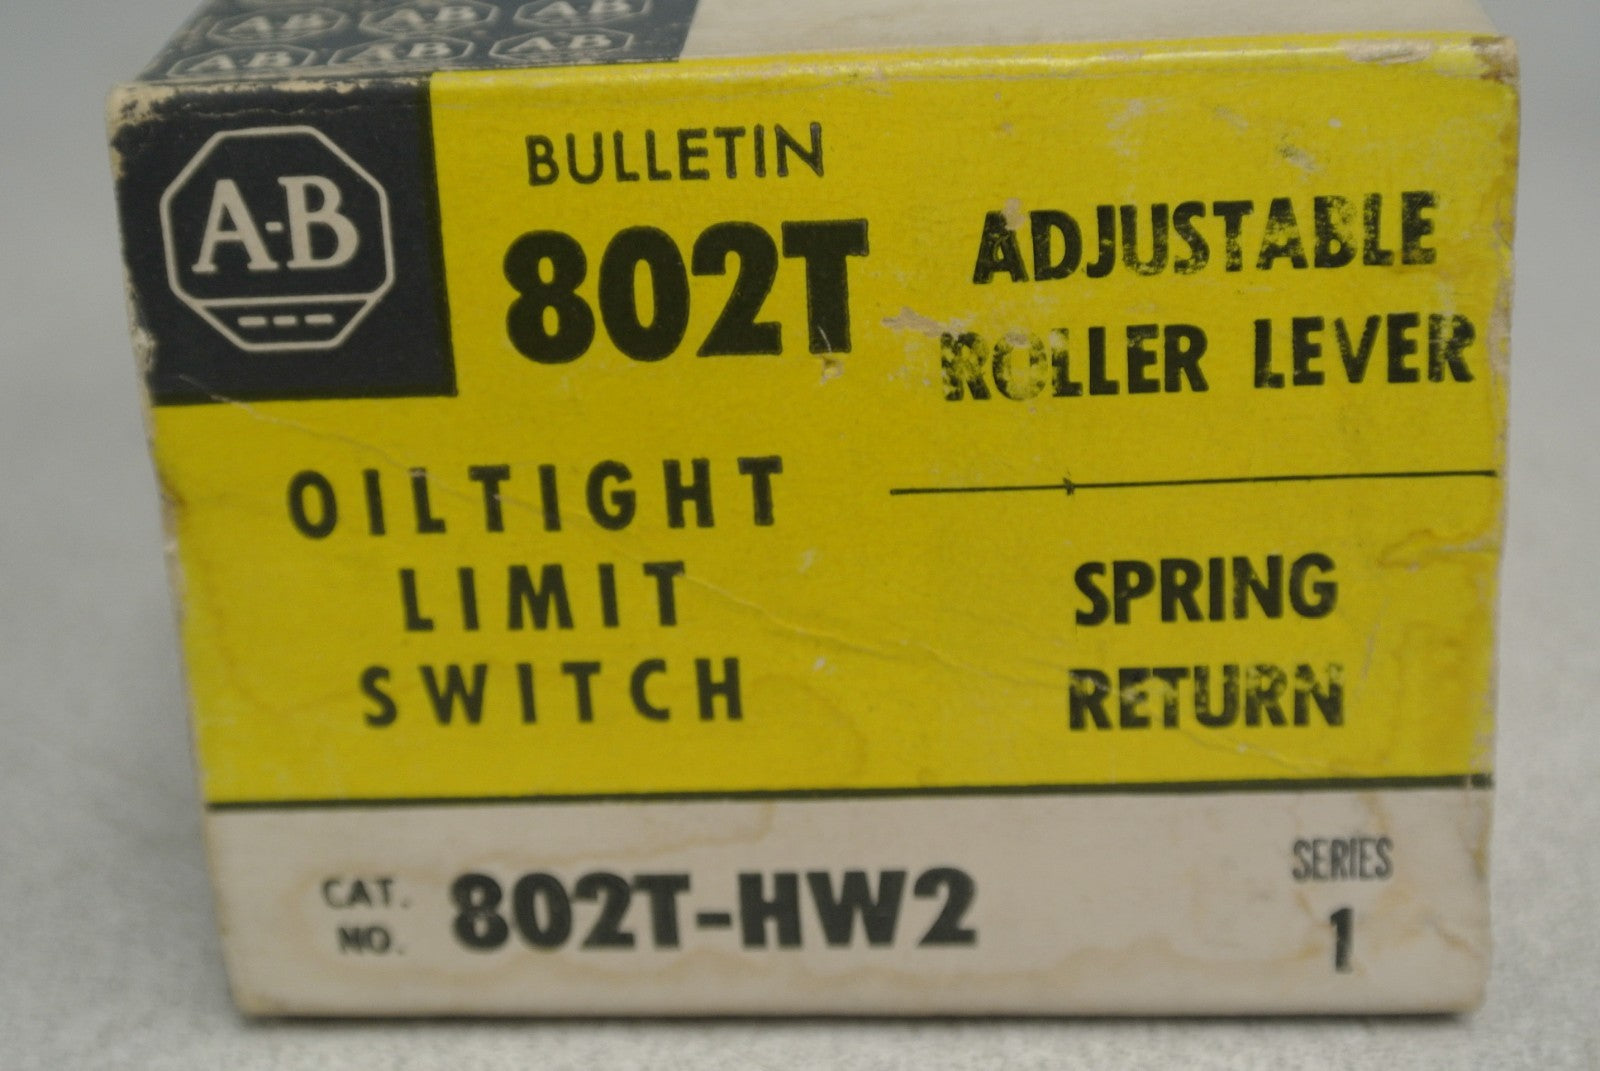 A-B A-B A-B
A-B A-B A-B
A-B
BULLETIN
802T
OILTIGHT
LIMIT
SWITCH
ADJUSTABLE
ROLLER LEVER
SPRING
RETURN
CAT.
NO.
802T-HW2
SERIES
1